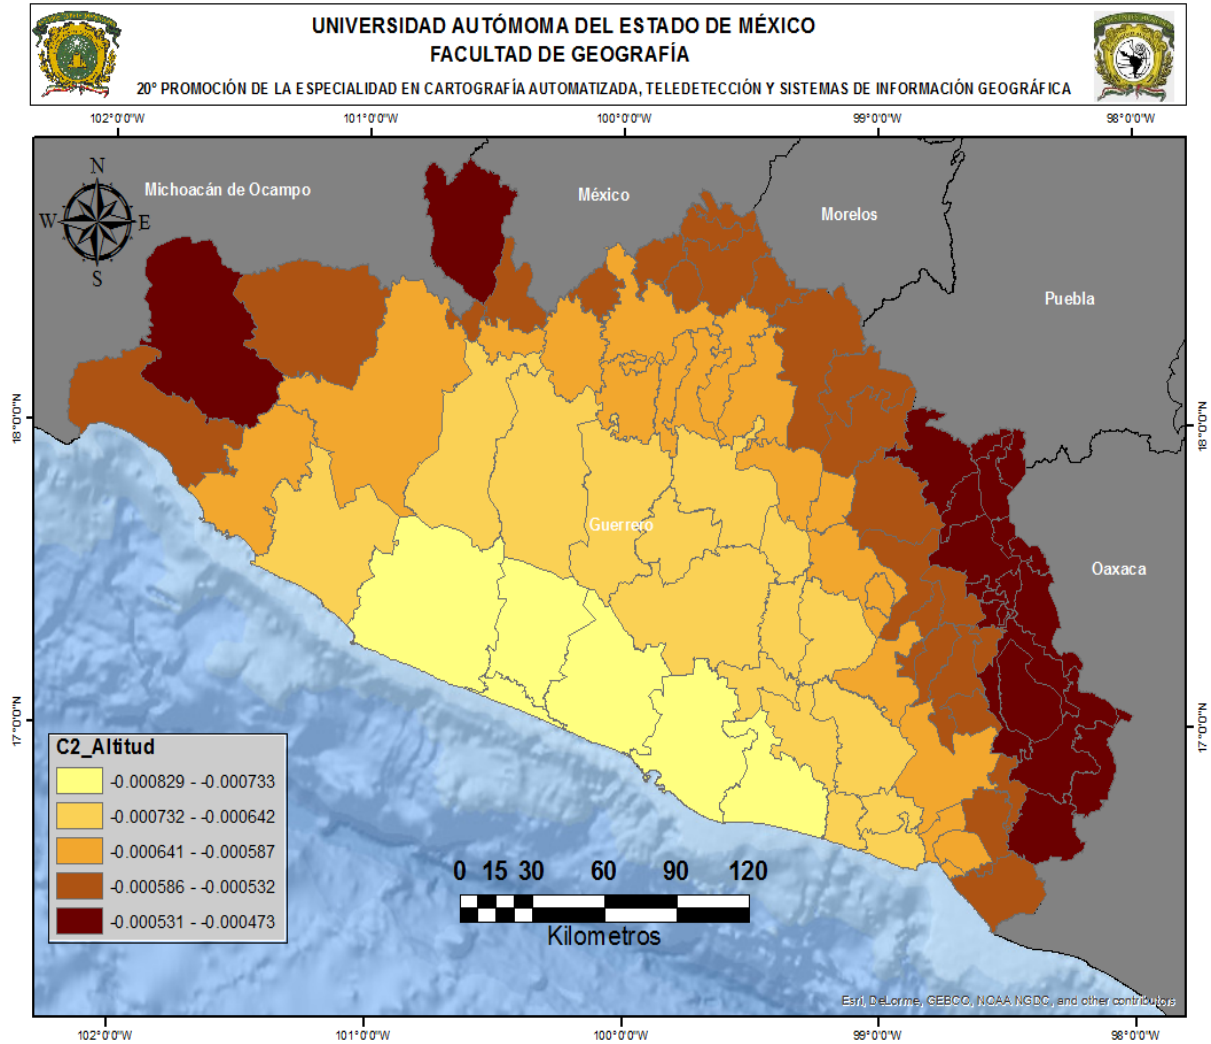 UNIVERSIDAD AUTÓMOMA DEL ESTADO DE MÉXICO
FACULTAD DE GEOGRAFÍA
20° PROMOCIÓN DE LA ESPECIALIDAD EN CARTOGRAFÍA AUTOMATIZADA, TELEDETECCIÓN Y SISTEMAS DE INFORMACIÓN GEOGRÁFICA
102°0'0"W 101°0'0"W 100°0'0"W 99°0'0"W 98°0'0"W
N
W E
S
Michoacán de Ocampo
México
Morelos
Puebla
18°0'0"N
18°0'0"N
Guerrero
Oaxaca
17°0'0"N
17°0'0"N
C2_Altitud
-0.000829 - -0.000733
-0.000732 - -0.000642
-0.000641 - -0.000587
-0.000586 - -0.000532
-0.000531 - -0.000473
0 15 30 60 90 120
Kilometros
Esri, DeLorme, GEBCO, NOAA NGDC, and other contributors
102°0'0"W 101°0'0"W 100°0'0"W 99°0'0"W 98°0'0"W